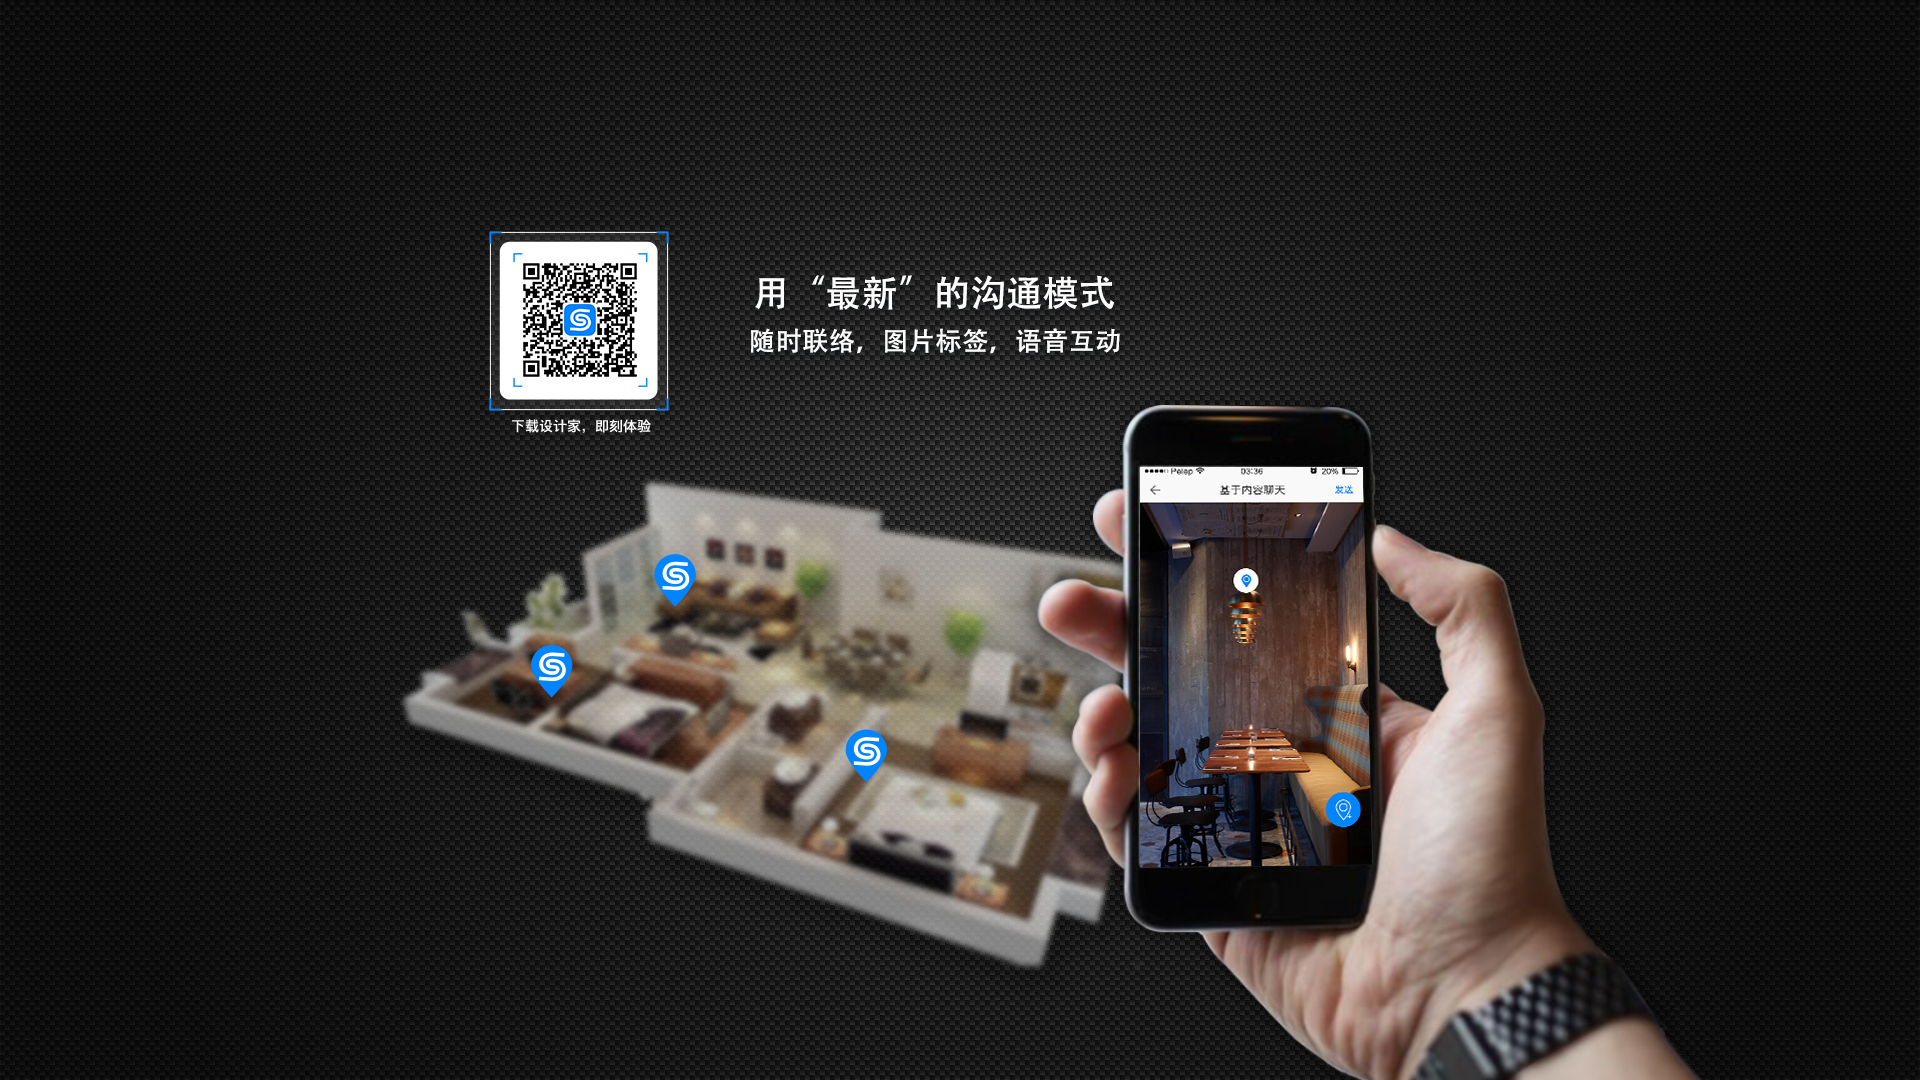 用“最新”的沟通模式
随时联络，图片标签，语音互动
下载设计家，即刻体验
Pelap 03:36 20%
基于内容聊天 发送